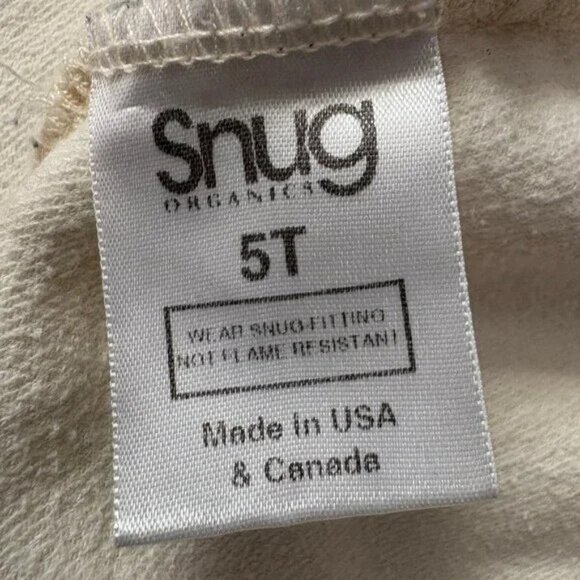 Snug
ORGANICS
5T
WEAR SNUG-FITTING
NOT FLAME RESISTANT
Made in USA
& Canada